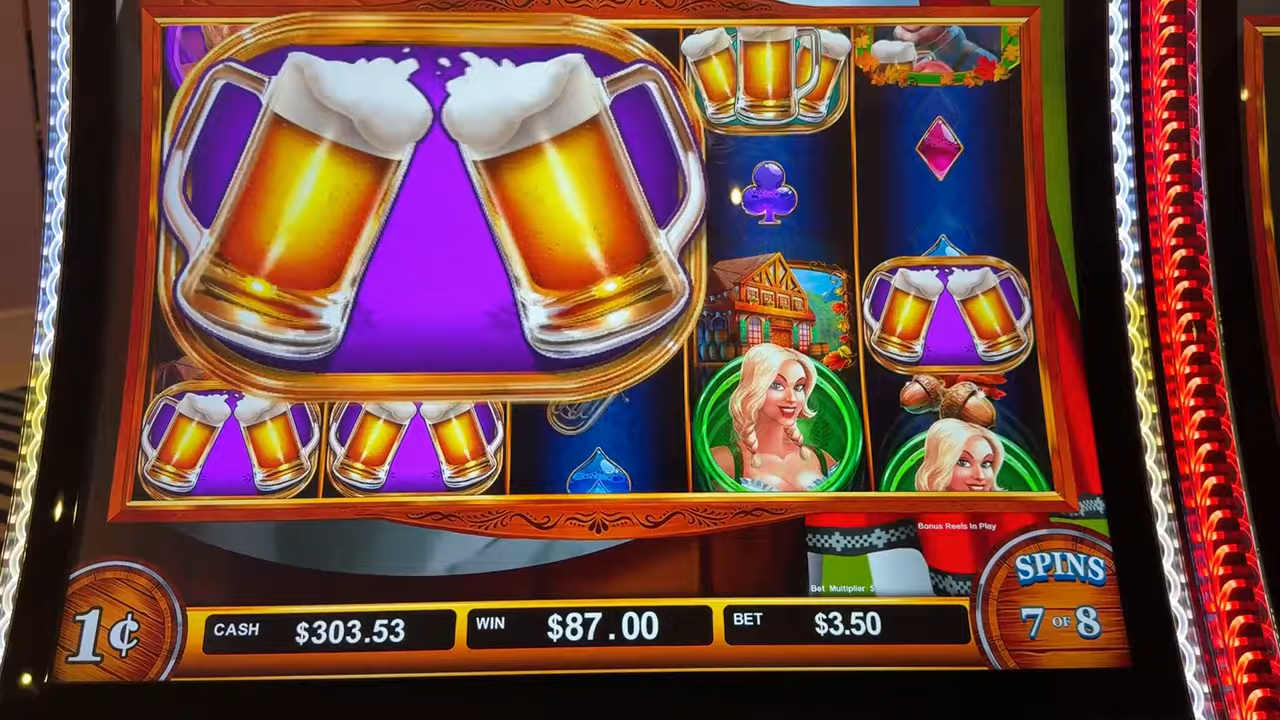 Bonus Reels In Play
SPINS
7 OF 8
Bet Multiplier 5
1¢
CASH $303.53
WIN $87.00
BET $3.50